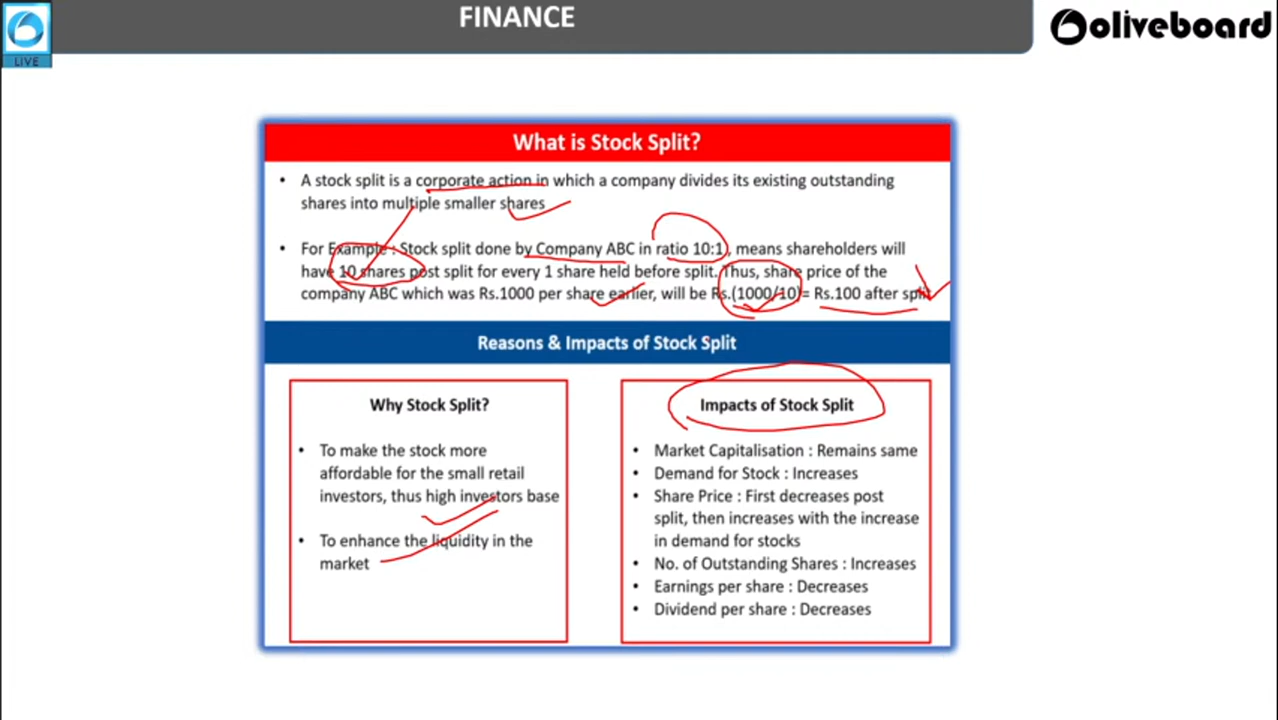 FINANCE
LIVE
oliveboard
What is Stock Split?
• A stock split is a corporate action in which a company divides its existing outstanding
shares into multiple smaller shares
• For Example : Stock split done by Company ABC in ratio 10:1, means shareholders will
have 10 shares post split for every 1 share held before split. Thus, share price of the
company ABC which was Rs.1000 per share earlier, will be Rs.(1000/10)= Rs.100 after split
Reasons & Impacts of Stock Split
Why Stock Split?
• To make the stock more
affordable for the small retail
investors, thus high investors base
• To enhance the liquidity in the
market
Impacts of Stock Split
• Market Capitalisation : Remains same
• Demand for Stock : Increases
• Share Price : First decreases post
split, then increases with the increase
in demand for stocks
• No. of Outstanding Shares : Increases
• Earnings per share : Decreases
• Dividend per share : Decreases